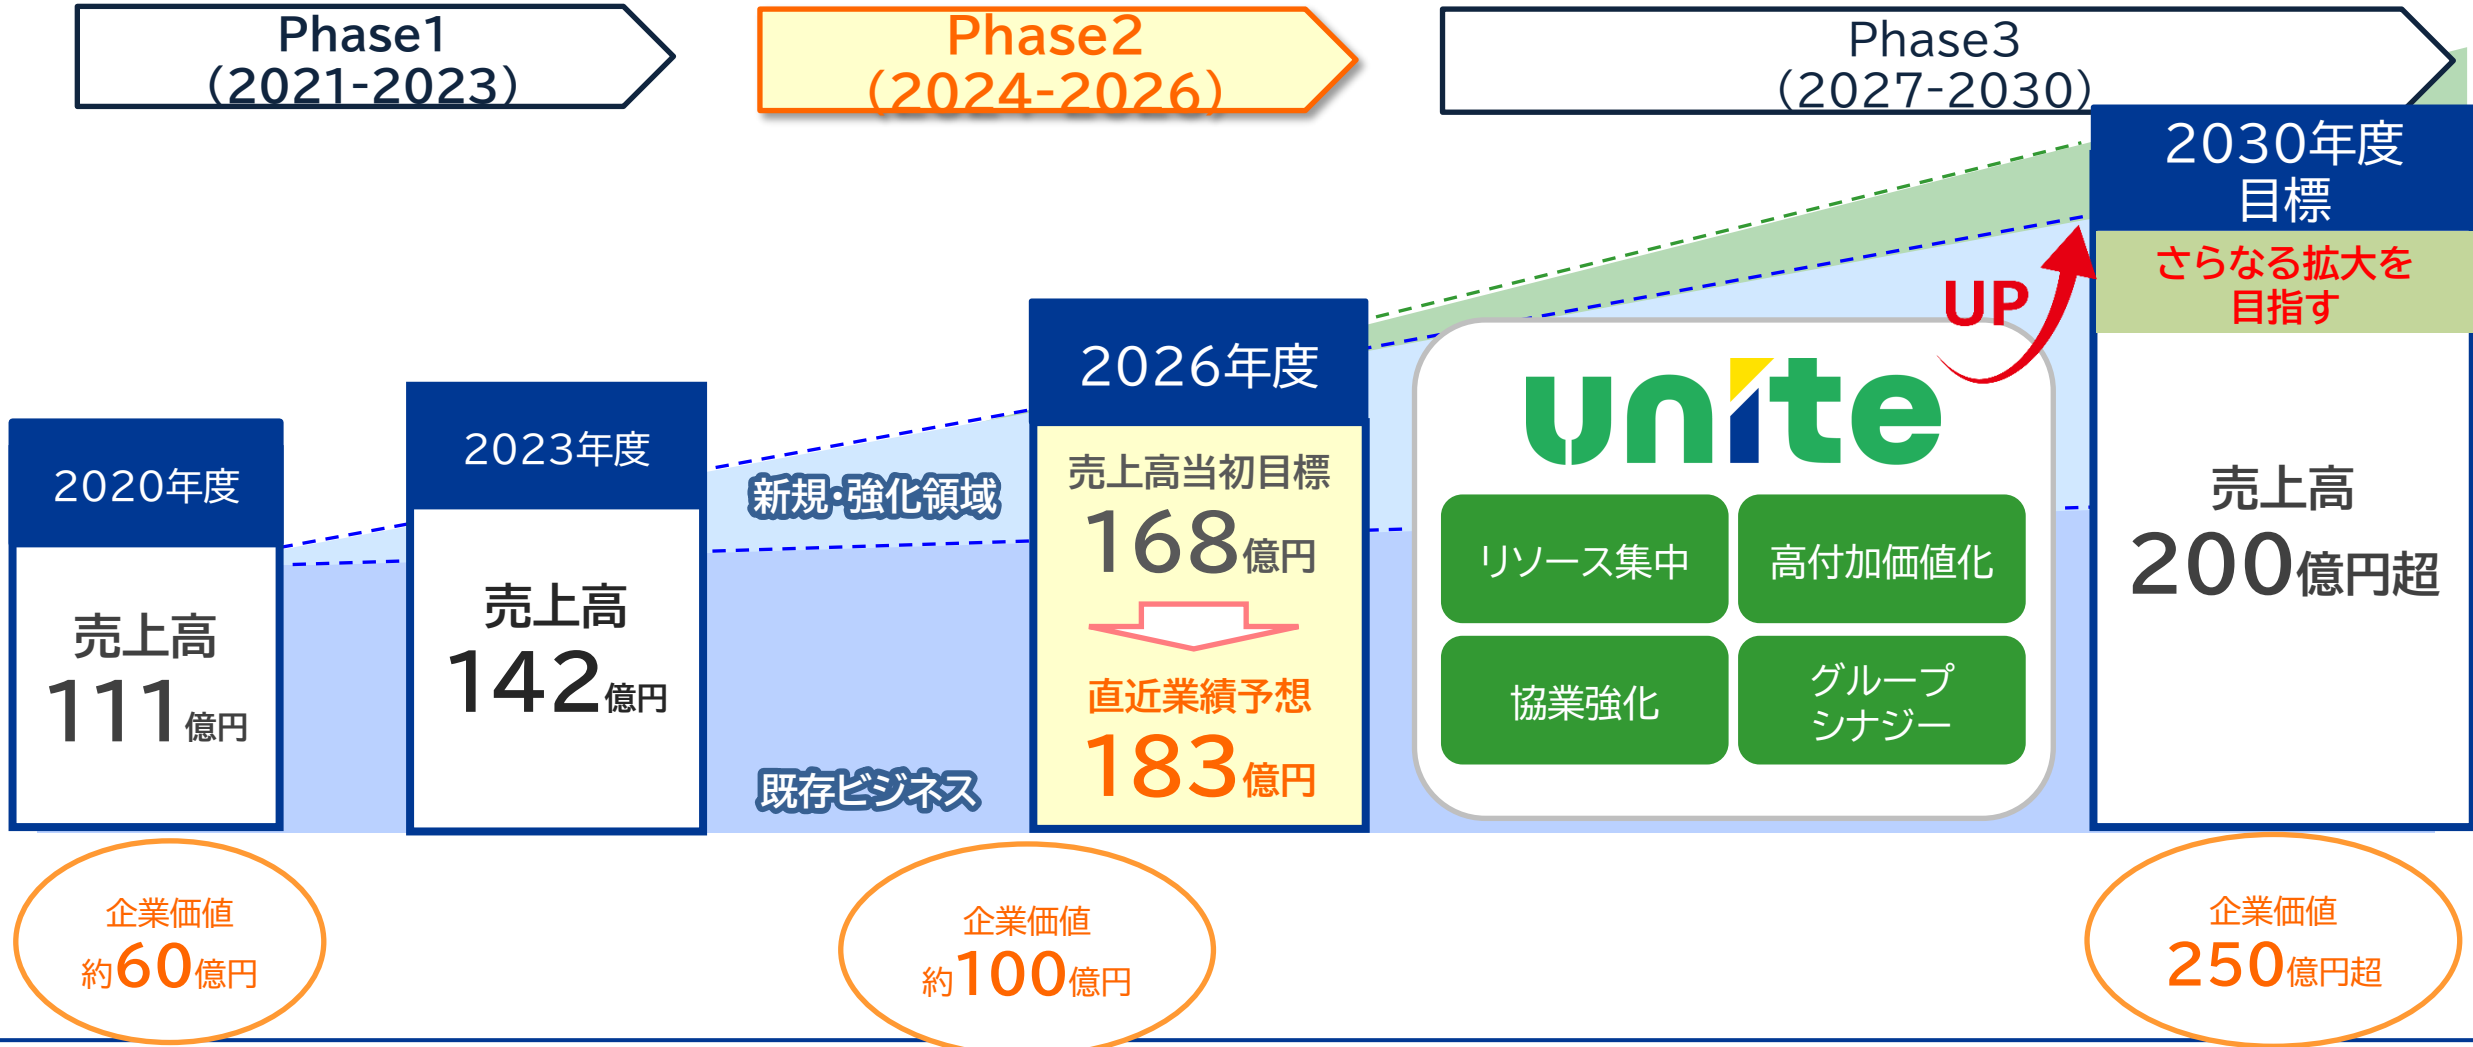 Phase1
(2021-2023)
Phase2
(2024-2026)
Phase3
(2027-2030)
2020年度
売上高
111億円
2023年度
売上高
142億円
新規・強化領域
既存ビジネス
2026年度
売上高当初目標
168億円
直近業績予想
183億円
unite
リソース集中
高付加価値化
協業強化
グループ
シナジー
UP
2030年度
目標
さらなる拡大を
目指す
売上高
200億円超
企業価値
約60億円
企業価値
約100億円
企業価値
250億円超